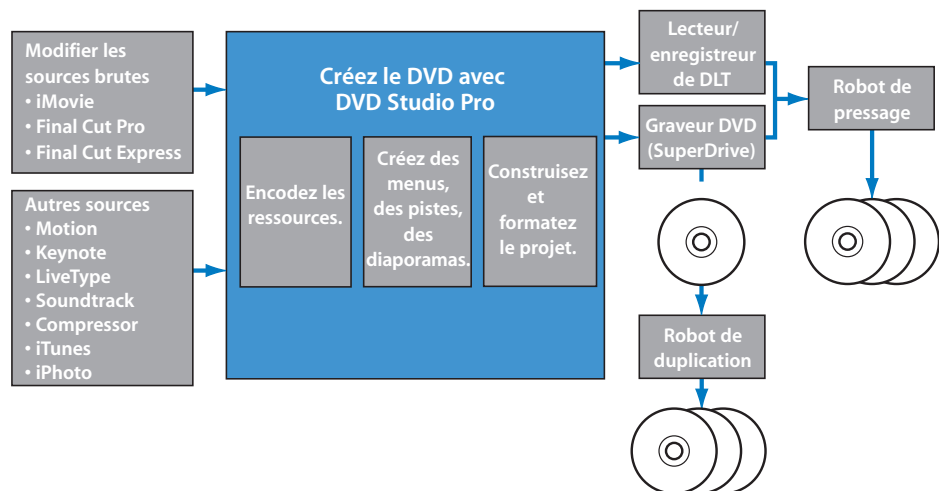 Modifier les
sources brutes
• iMovie
• Final Cut Pro
• Final Cut Express
Autres sources
• Motion
• Keynote
• LiveType
• Soundtrack
• Compressor
• iTunes
• iPhoto
Créez le DVD avec
DVD Studio Pro
Encodez les
ressources.
Créez des
menus,
des pistes,
des
diaporamas.
Construisez
et
formatez
le projet.
Lecteur/
enregistreur
de DLT
Graveur DVD
(SuperDrive)
Robot de
pressage
Robot de
duplication